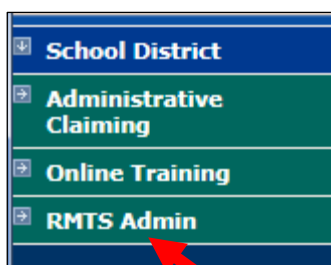 School District
Administrative
Claiming
Online Training
RMTS Admin